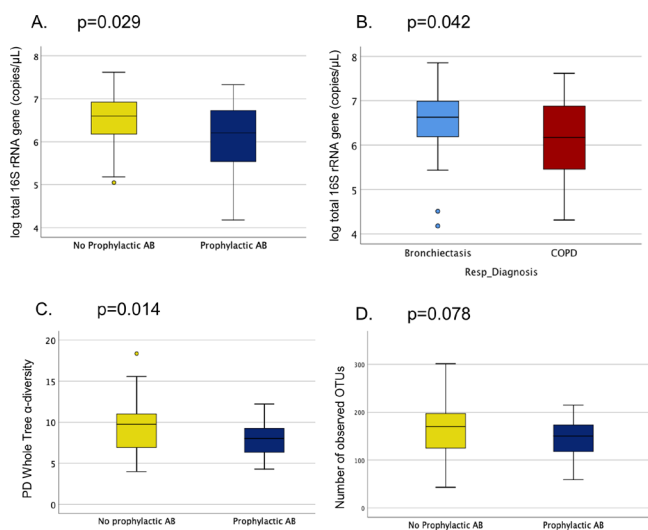 A. p=0.029
log total 16S rRNA gene (copies/μL)
8
7
6
5
4
No Prophylactic AB Prophylactic AB
B. p=0.042
log total 16S rRNA gene (copies/μL)
8
7
6
5
4
Bronchiectasis COPD
Resp_Diagnosis
C. p=0.014
PD Whole Tree α-diversity
20
15
10
5
0
No prophylactic AB Prophylactic AB
D. p=0.078
Number of observed OTUs
300
200
100
0
No prophylactic AB Prophylactic AB